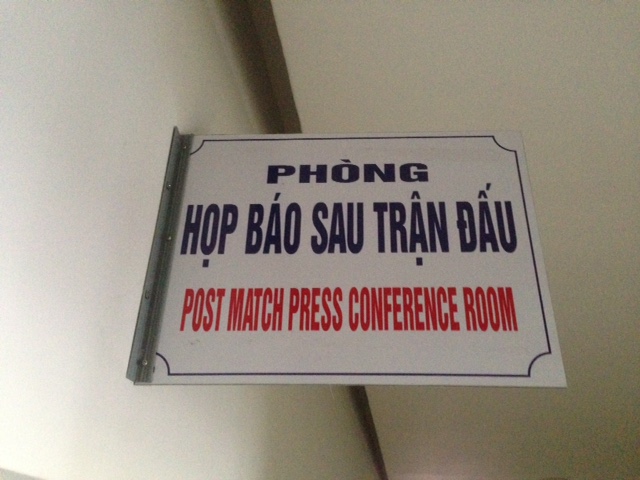 PHÒNG
HỌP BÁO SAU TRẬN ĐẤU
POST MATCH PRESS CONFERENCE ROOM